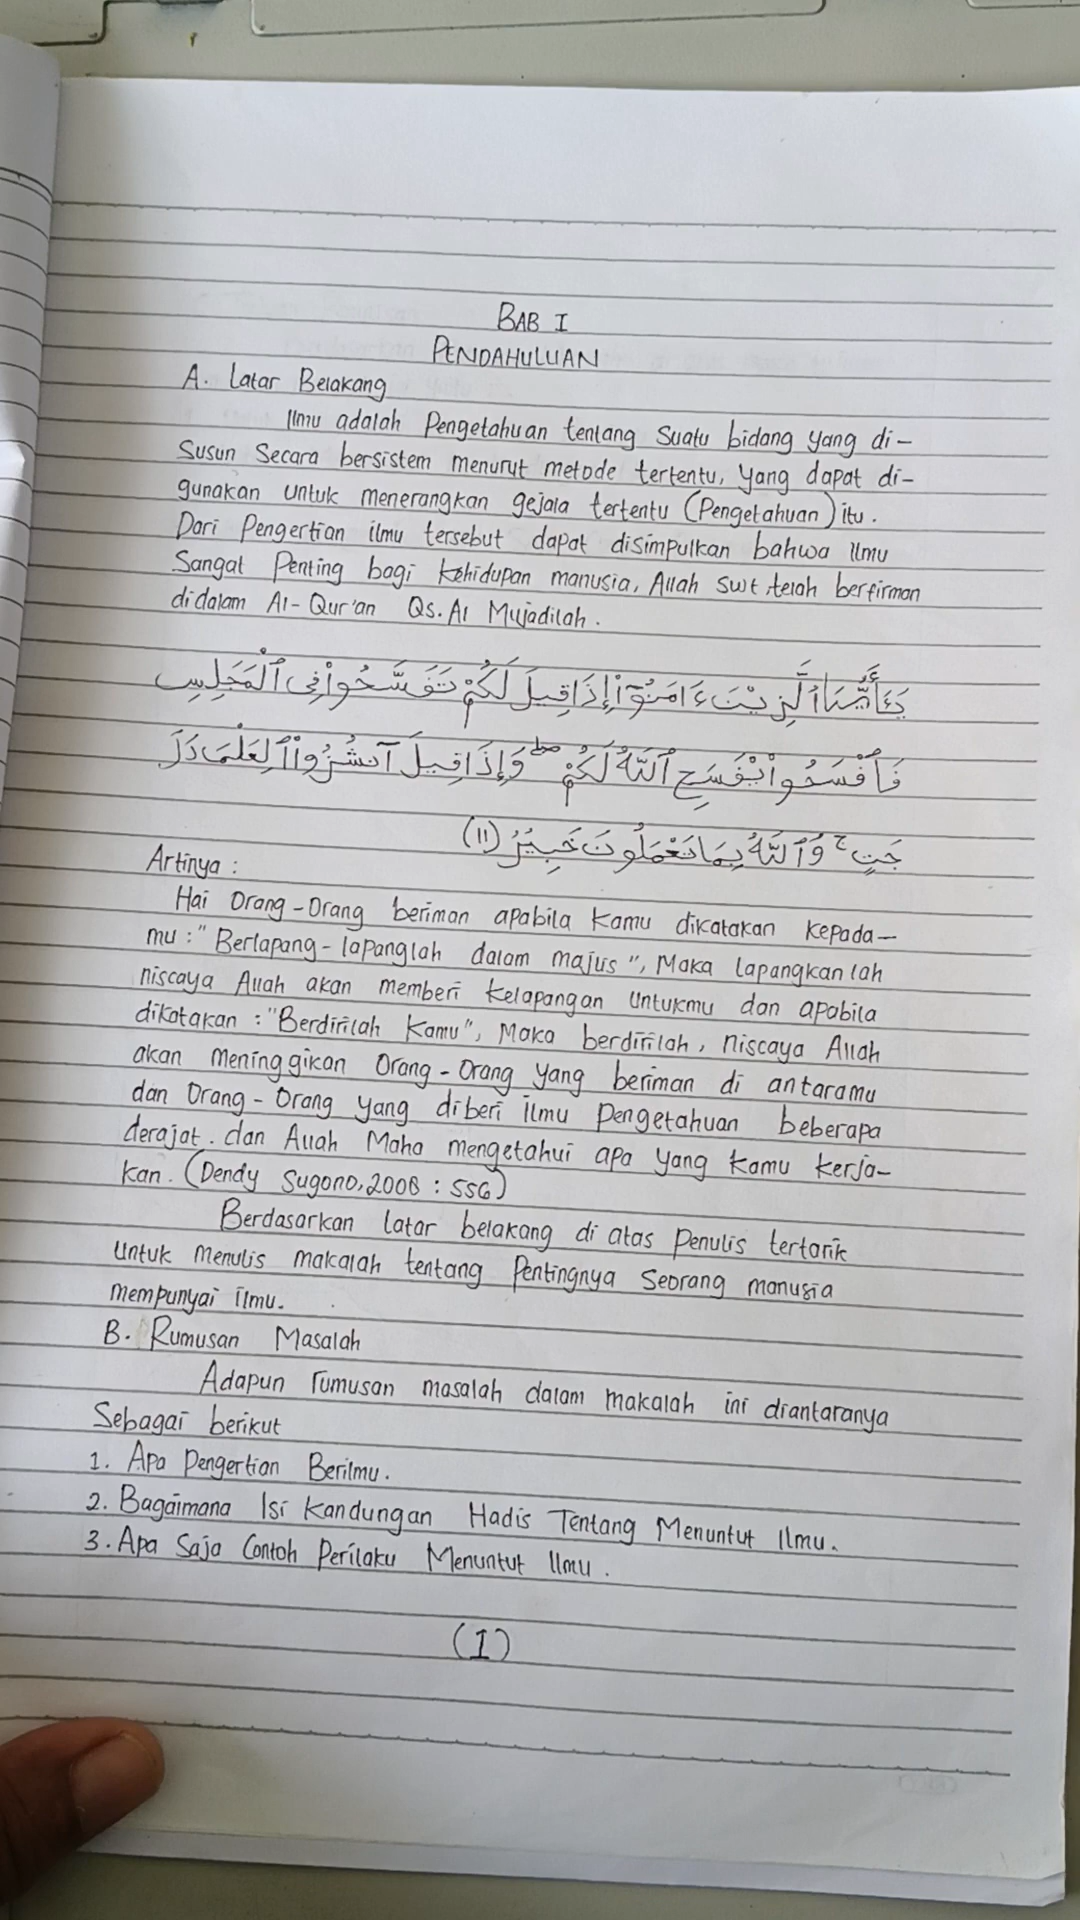 BAB I
PENDAHULUAN
A. Latar Belakang
Ilmu adalah Pengetahuan tentang Suatu bidang yang di-
Susun Secara bersistem menurut metode tertentu, yang dapat di-
gunakan untuk menerangkan gejala tertentu (Pengetahuan) itu.
Dari Pengertian ilmu tersebut dapat disimpulkan bahwa ilmu
Sangat Penting bagi kehidupan manusia, Allah swt, telah berfirman
didalam Al-Qur'an Qs. Al Mujadilah.
يَٰٓأَيُّهَا ٱلَّذِيْنَ ءَامَنُوٓا۟ إِذَا قِيلَ لَكُمْ تَفَسَّحُوا۟ فِى ٱلْمَجَٰلِسِ
فَٱفْسَحُوا۟ يَفْسَحِ ٱللَّهُ لَكُمْ ۖ وَإِذَا قِيلَ ٱنشُزُوا۟ ٱلْعِلْمَ دَرَ
جَٰتٍ ۚ وَٱللَّهُ بِمَا تَعْمَلُونَ خَبِيْرٌ (١١)
Artinya :
Hai Orang-Orang beriman apabila kamu dikatakan kepada-
mu : "Berlapang-lapanglah dalam majlis", Maka lapangkanlah
niscaya Allah akan memberi kelapangan untukmu dan apabila
dikatakan : "Berdirilah kamu", Maka berdirilah, niscaya Allah
akan meninggikan Orang-Orang yang beriman di antaramu
dan Orang-Orang yang diberi ilmu Pengetahuan beberapa
derajat. dan Allah Maha mengetahui apa yang kamu kerja-
kan. (Dendy Sugono, 2008 : 556)
Berdasarkan latar belakang di atas Penulis tertarik
Untuk menulis makalah tentang Pentingnya Seorang manusia
mempunyai ilmu.
B. Rumusan Masalah
Adapun rumusan masalah dalam makalah ini diantaranya
Sebagai berikut
1. Apa Pengertian Berilmu.
2. Bagaimana Isi Kandungan Hadis Tentang Menuntut Ilmu.
3. Apa Saja Contoh Perilaku Menuntut Ilmu.
(I)